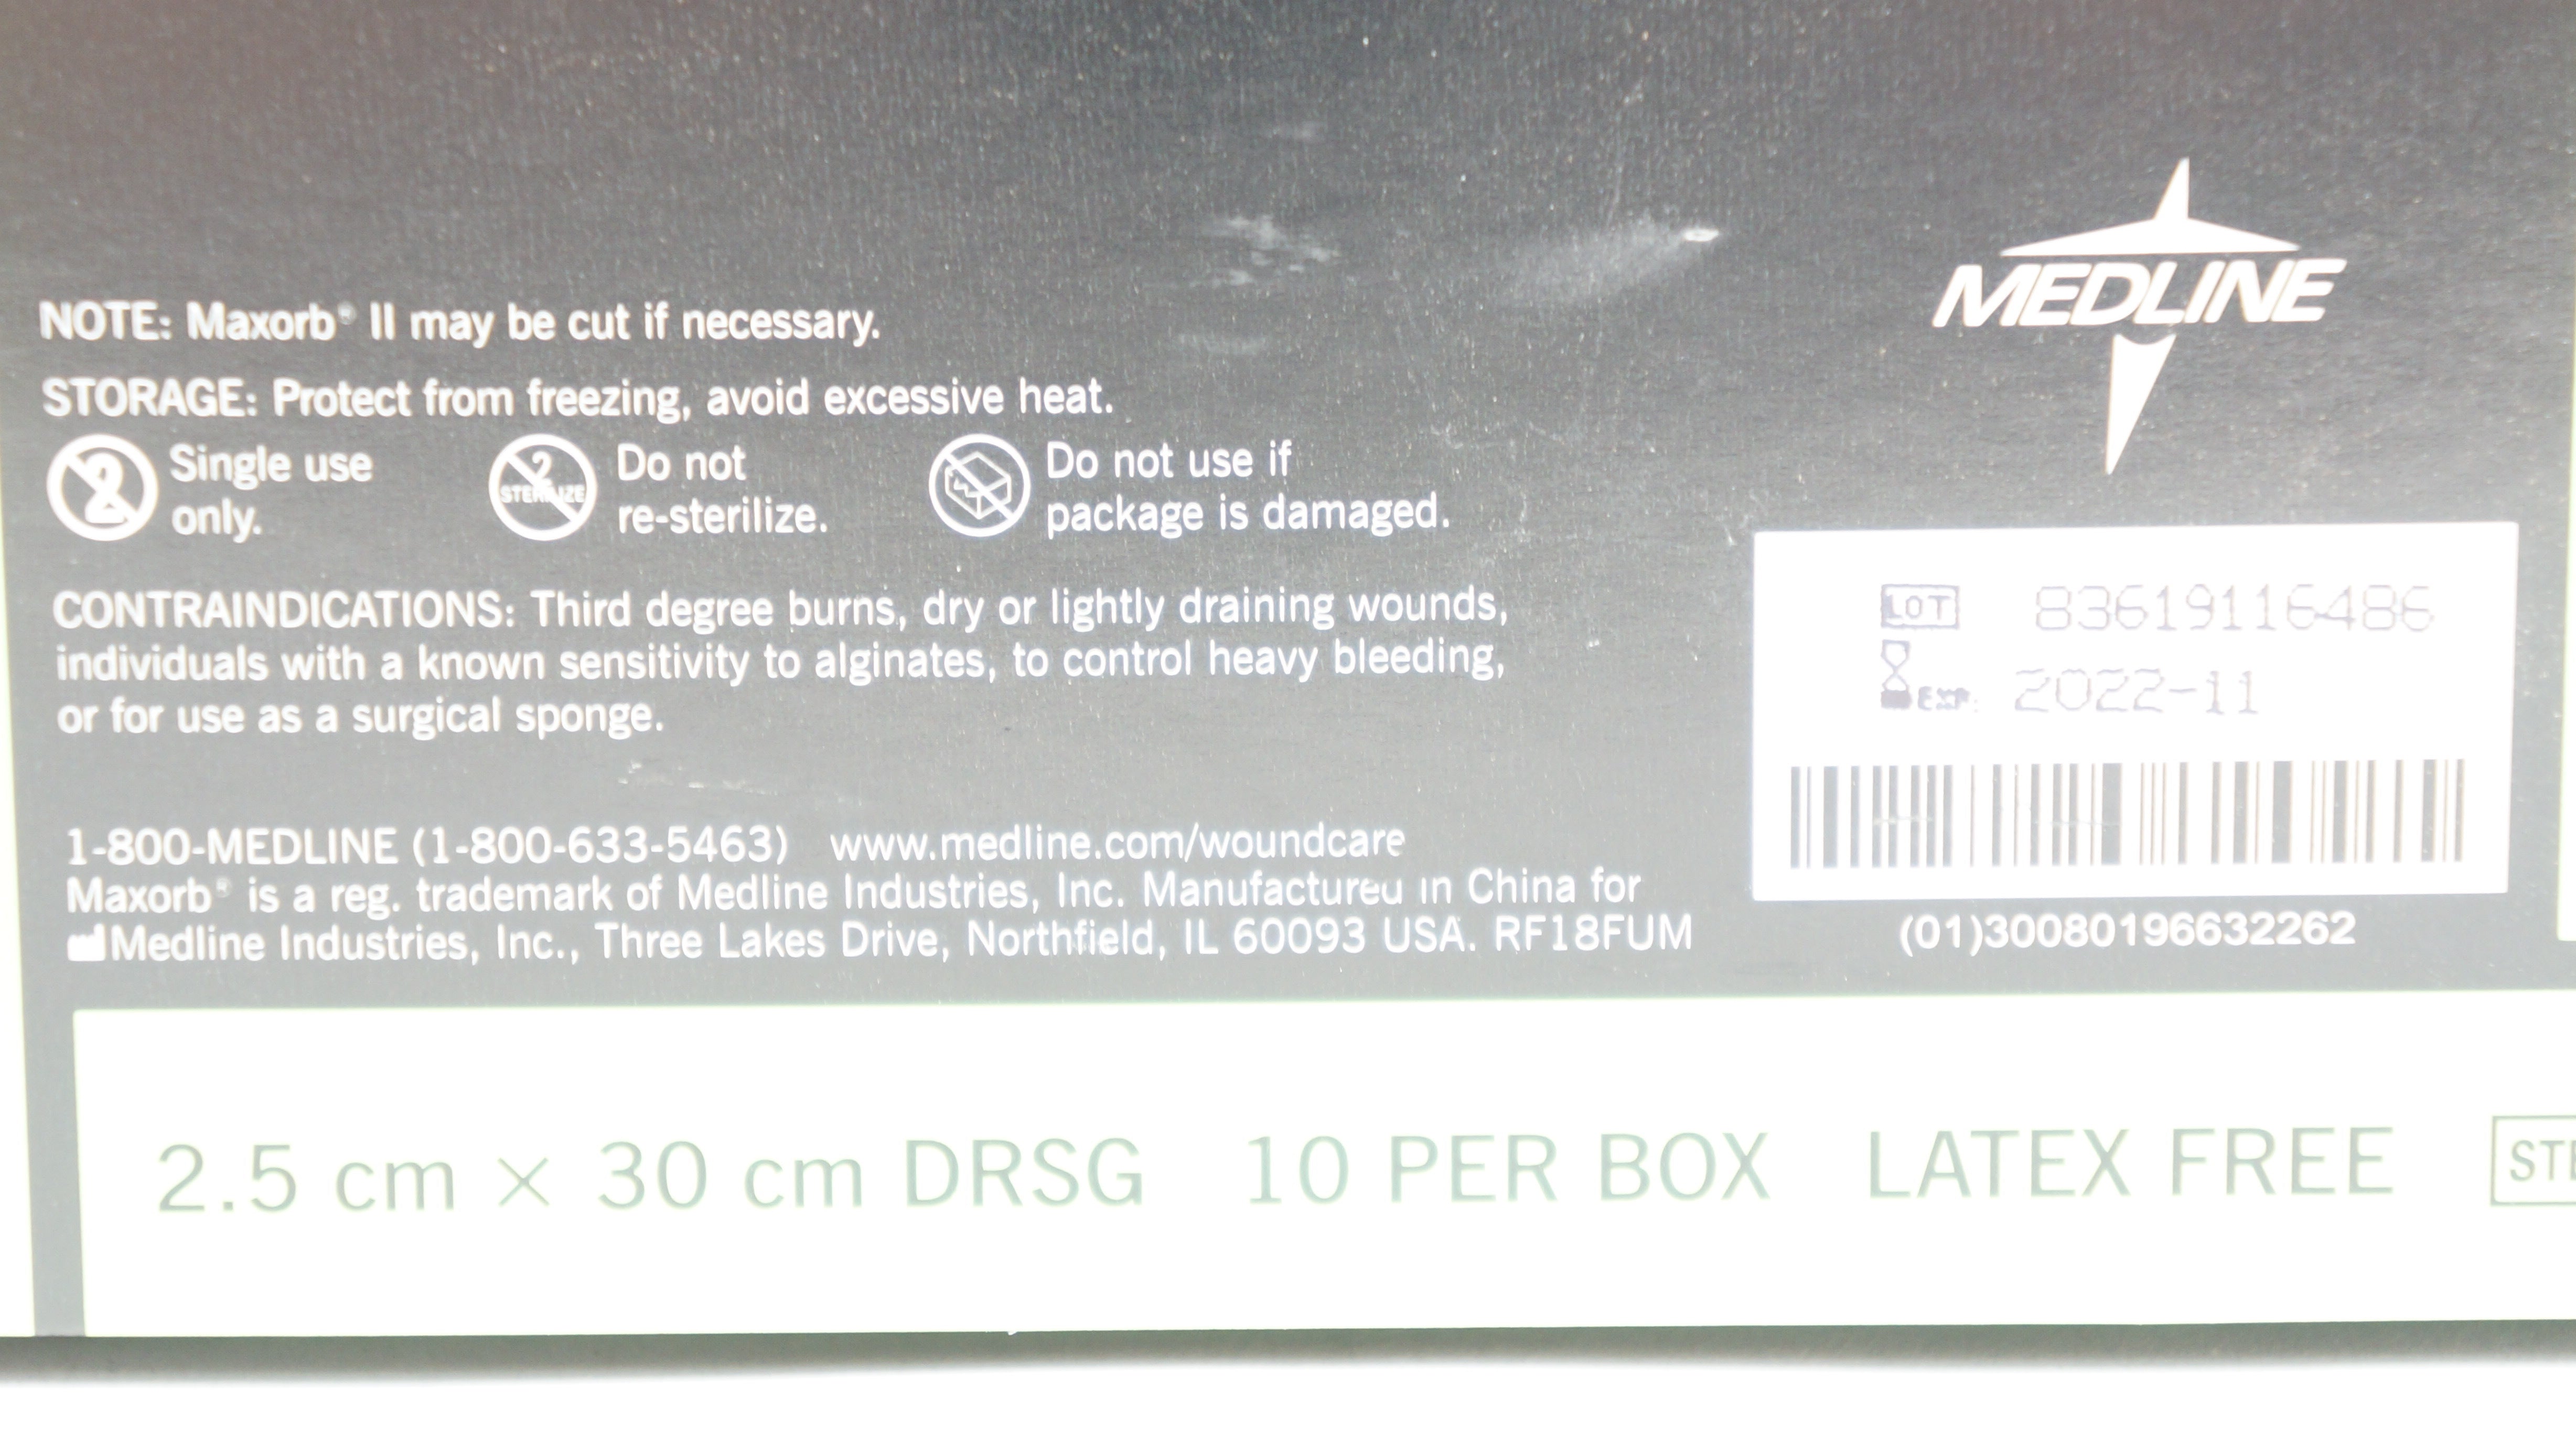 NOTE: Maxorb® II may be cut if necessary.
STORAGE: Protect from freezing, avoid excessive heat.
Single use
only.
2
STERILIZE
Do not
re-sterilize.
Do not use if
package is damaged.
CONTRAINDICATIONS: Third degree burns, dry or lightly draining wounds,
individuals with a known sensitivity to alginates, to control heavy bleeding,
or for use as a surgical sponge.
1-800-MEDLINE (1-800-633-5463) www.medline.com/woundcare
Maxorb® is a reg. trademark of Medline Industries, Inc. Manufactured in China for
Medline Industries, Inc., Three Lakes Drive, Northfield, IL 60093 USA. RF18FUM
MEDLINE
LOT 83619116486
EXP: 2022-11
(01)30080196632262
2.5 cm × 30 cm DRSG 10 PER BOX LATEX FREE